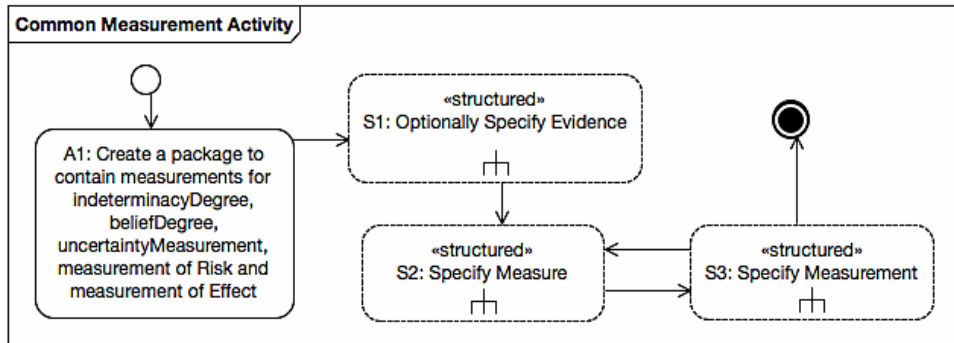 Common Measurement Activity
A1: Create a package to
contain measurements for
indeterminacyDegree,
beliefDegree,
uncertaintyMeasurement,
measurement of Risk and
measurement of Effect
«structured»
S1: Optionally Specify Evidence
«structured»
S2: Specify Measure
«structured»
S3: Specify Measurement